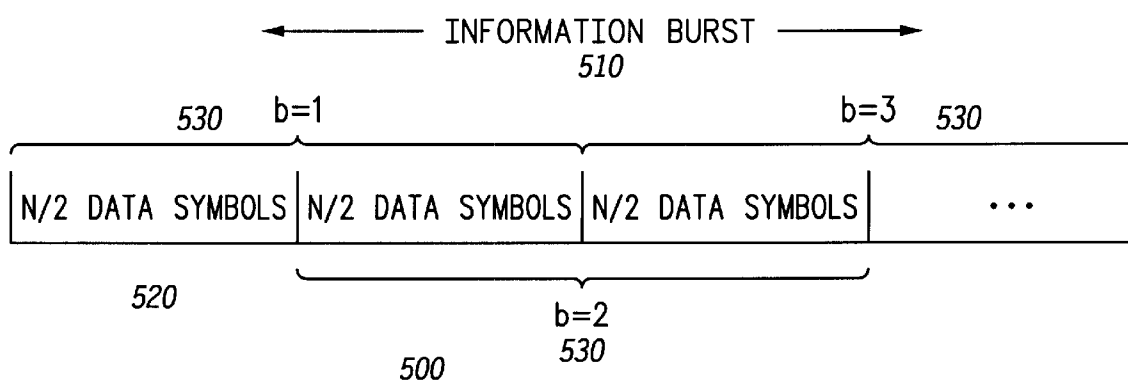 INFORMATION BURST
510
530 b=1 b=3 530
N/2 DATA SYMBOLS N/2 DATA SYMBOLS N/2 DATA SYMBOLS ...
520
b=2
530
500